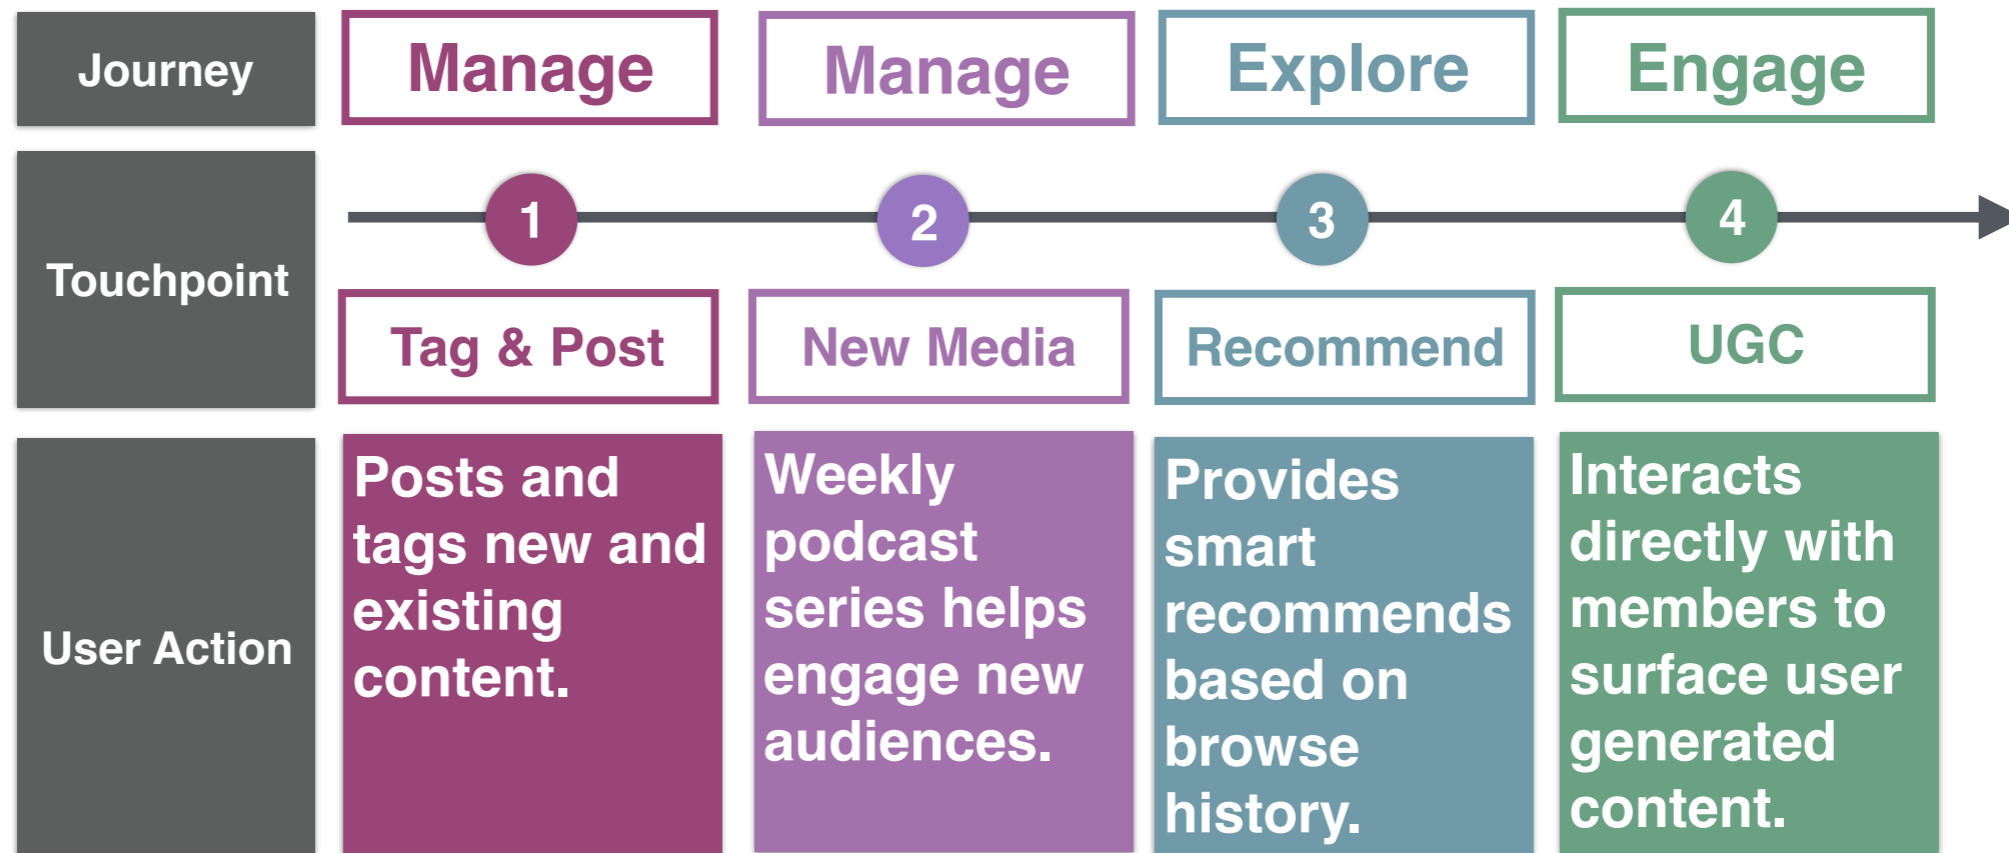 Journey
Manage
Manage
Explore
Engage
Touchpoint
1
2
3
4
Tag & Post
New Media
Recommend
UGC
User Action
Posts and
tags new and
existing
content.
Weekly
podcast
series helps
engage new
audiences.
Provides
smart
recommends
based on
browse
history.
Interacts
directly with
members to
surface user
generated
content.